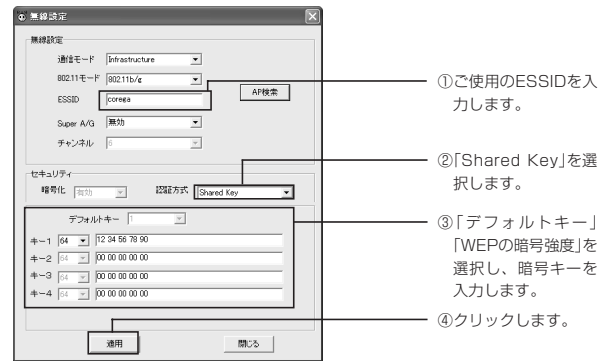 無線設定
無線設定
通信モード Infrastructure
802.11モード 802.11b/g
ESSID corega AP検索
Super A/G 無効
チャンネル 6
セキュリティ
暗号化 有効 認証方式 Shared Key
デフォルトキー 1
キー1 64 12 34 56 78 90
キー2 64 00 00 00 00 00
キー3 64 00 00 00 00 00
キー4 64 00 00 00 00 00
適用 閉じる
①ご使用のESSIDを入
力します。
②「Shared Key」を選
択します。
③「デフォルトキー」
「WEPの暗号強度」を
選択し、暗号キーを
入力します。
④クリックします。